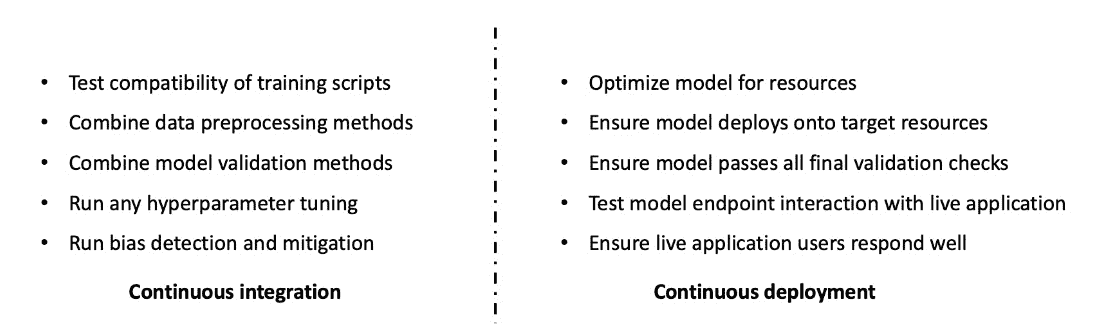 • Test compatibility of training scripts
• Combine data preprocessing methods
• Combine model validation methods
• Run any hyperparameter tuning
• Run bias detection and mitigation
Continuous integration
• Optimize model for resources
• Ensure model deploys onto target resources
• Ensure model passes all final validation checks
• Test model endpoint interaction with live application
• Ensure live application users respond well
Continuous deployment